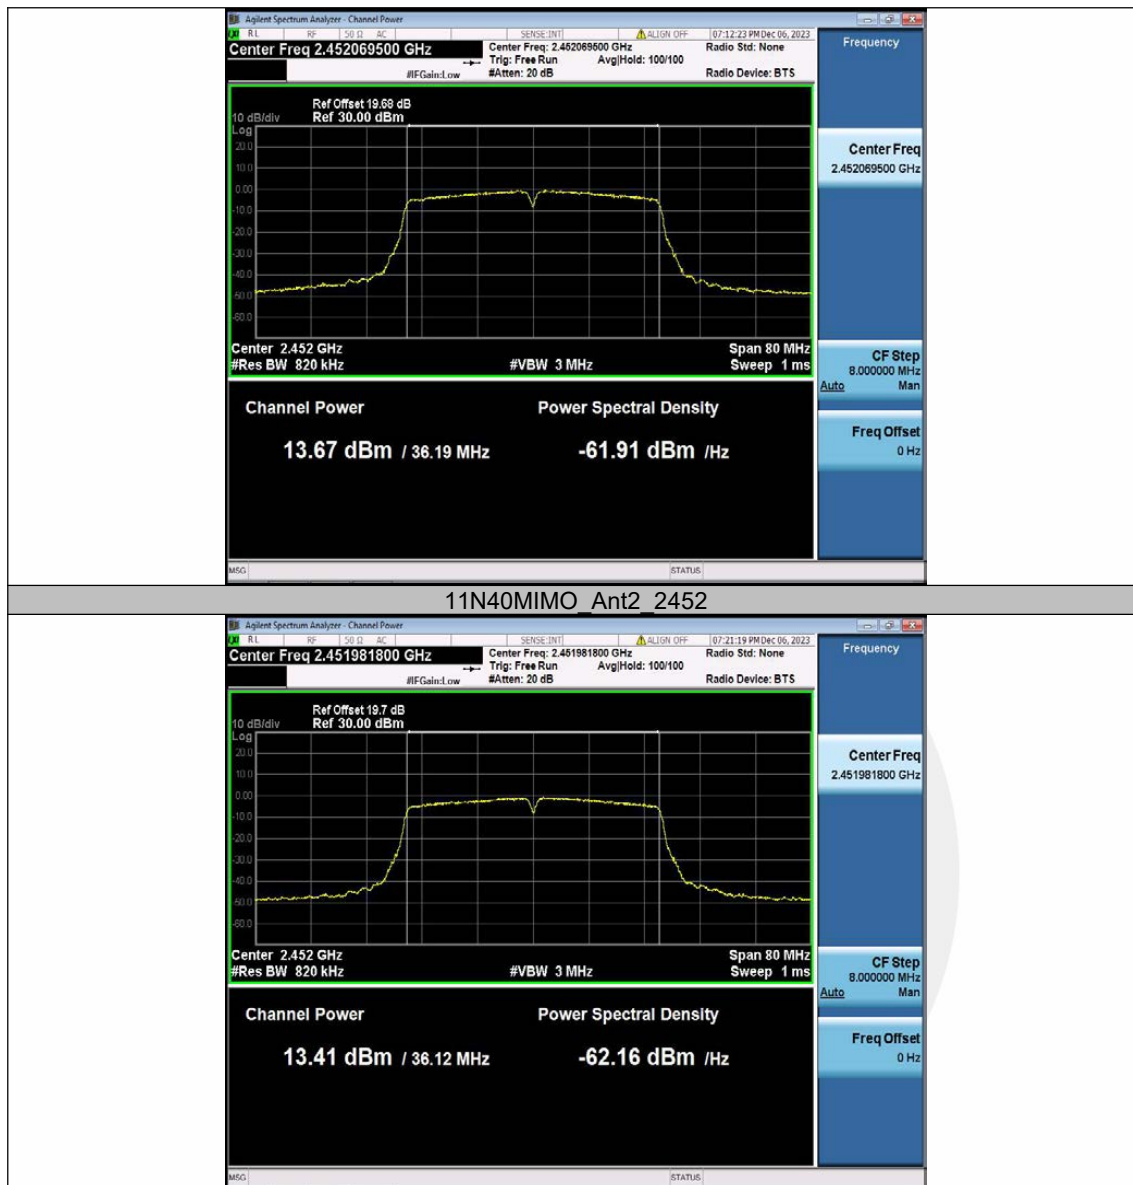 Agilent Spectrum Analyzer - Channel Power
RL RF 50 Ω AC SENSE:INT ALIGN OFF 07:12:23 PM Dec 06, 2023
Center Freq 2.452069500 GHz
Center Freq: 2.452069500 GHz
Radio Std: None
Trig: Free Run Avg|Hold: 100/100
#IFGain:Low #Atten: 20 dB Radio Device: BTS
Frequency
Ref Offset 19.68 dB
10 dB/div Ref 30.00 dBm
Log
20.0
10.0
0.00
-10.0
-20.0
-30.0
-40.0
-50.0
-60.0
Center 2.452 GHz Span 80 MHz
#Res BW 820 kHz #VBW 3 MHz Sweep 1 ms
Center Freq
2.452069500 GHz
CF Step
8.000000 MHz
Auto Man
Freq Offset
0 Hz
Channel Power Power Spectral Density
13.67 dBm / 36.19 MHz -61.91 dBm /Hz
MSG STATUS
11N40MIMO_Ant2_2452
Agilent Spectrum Analyzer - Channel Power
RL RF 50 Ω AC SENSE:INT ALIGN OFF 07:21:19 PM Dec 06, 2023
Center Freq 2.451981800 GHz
Center Freq: 2.451981800 GHz
Radio Std: None
Trig: Free Run Avg|Hold: 100/100
#IFGain:Low #Atten: 20 dB Radio Device: BTS
Frequency
Ref Offset 19.7 dB
10 dB/div Ref 30.00 dBm
Log
20.0
10.0
0.00
-10.0
-20.0
-30.0
-40.0
-50.0
-60.0
Center 2.452 GHz Span 80 MHz
#Res BW 820 kHz #VBW 3 MHz Sweep 1 ms
Center Freq
2.451981800 GHz
CF Step
8.000000 MHz
Auto Man
Freq Offset
0 Hz
Channel Power Power Spectral Density
13.41 dBm / 36.12 MHz -62.16 dBm /Hz
MSG STATUS